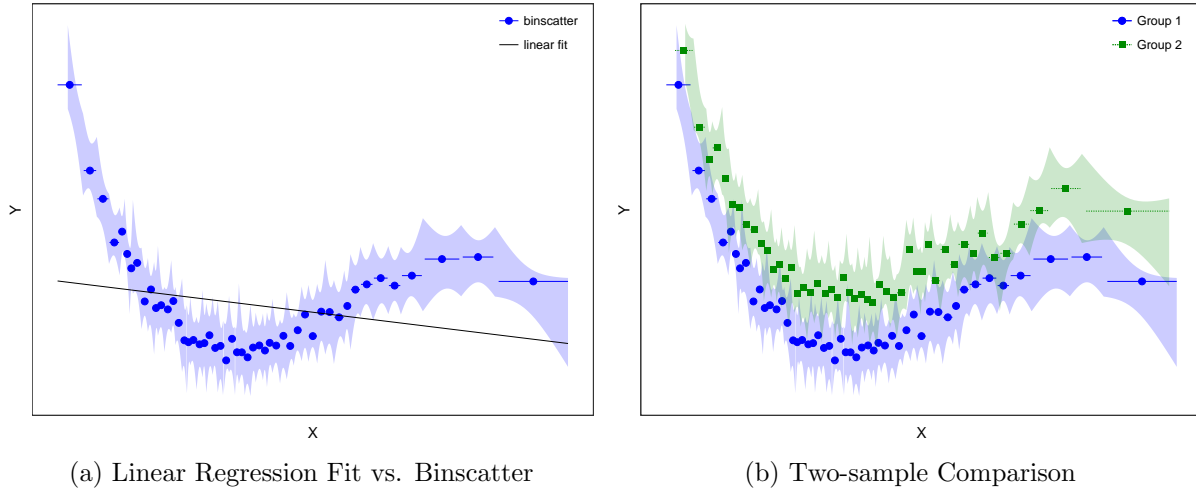 binscatter
linear fit
Y
X
(a) Linear Regression Fit vs. Binscatter
Group 1
Group 2
Y
X
(b) Two-sample Comparison